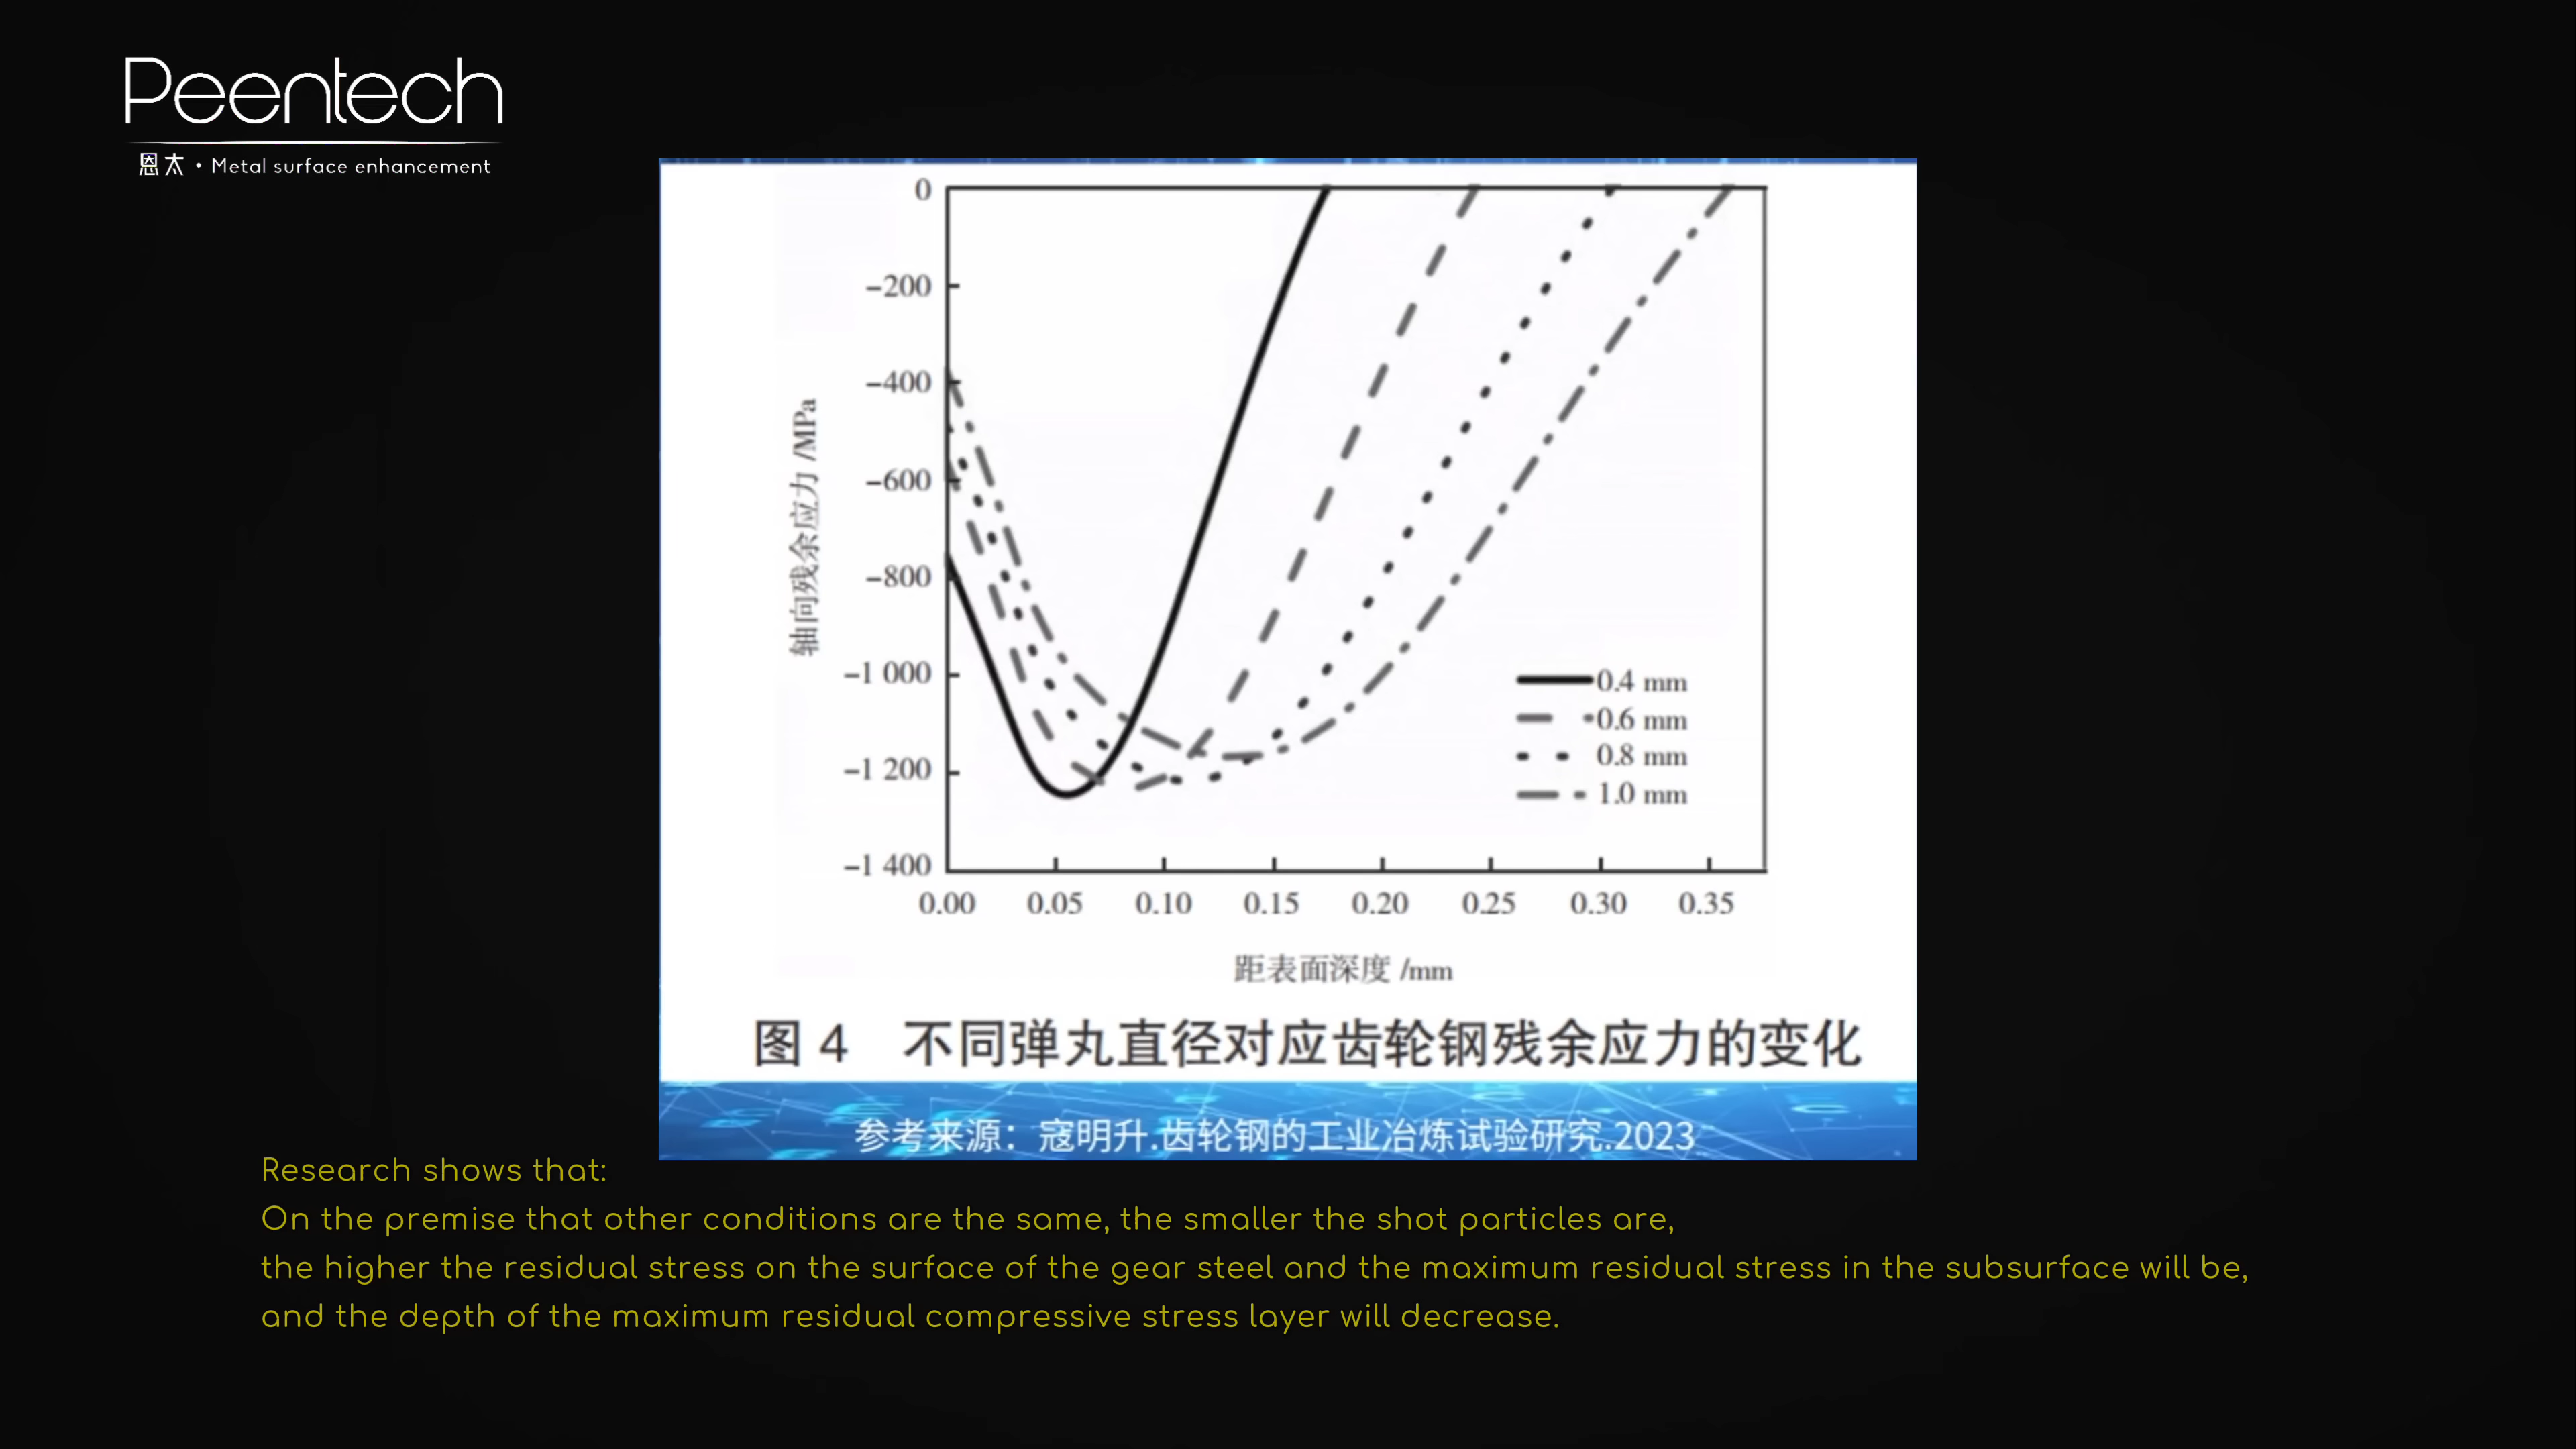 Peentech
恩太・Metal surface enhancement
0
-200
-400
-600
-800
-1 000
-1 200
-1 400
轴向残余应力 /MPa
0.4 mm
0.6 mm
0.8 mm
1.0 mm
0.00 0.05 0.10 0.15 0.20 0.25 0.30 0.35
距表面深度 /mm
图 4 不同弹丸直径对应齿轮钢残余应力的变化
参考来源：寇明升.齿轮钢的工业冶炼试验研究.2023
Research shows that:
On the premise that other conditions are the same, the smaller the shot particles are,
the higher the residual stress on the surface of the gear steel and the maximum residual stress in the subsurface will be,
and the depth of the maximum residual compressive stress layer will decrease.